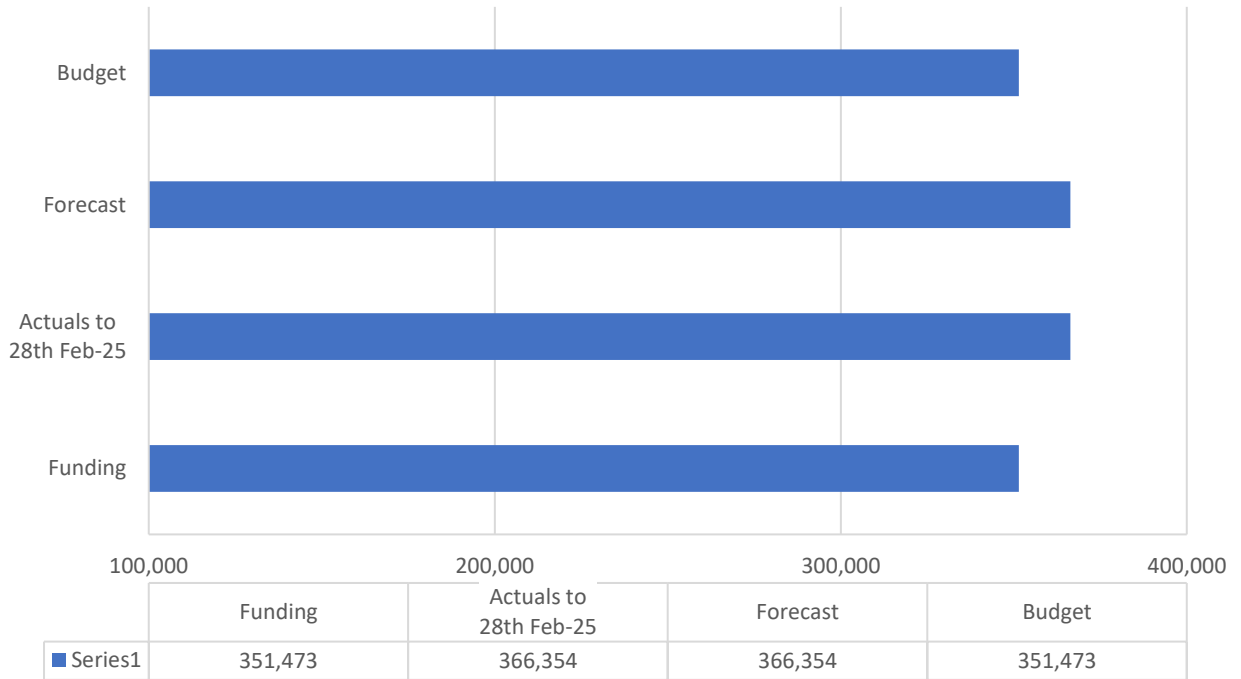 Budget
Forecast
Actuals to
28th Feb-25
Funding
100,000 200,000 300,000 400,000
Funding Actuals to 28th Feb-25 Forecast Budget
Series1 351,473 366,354 366,354 351,473